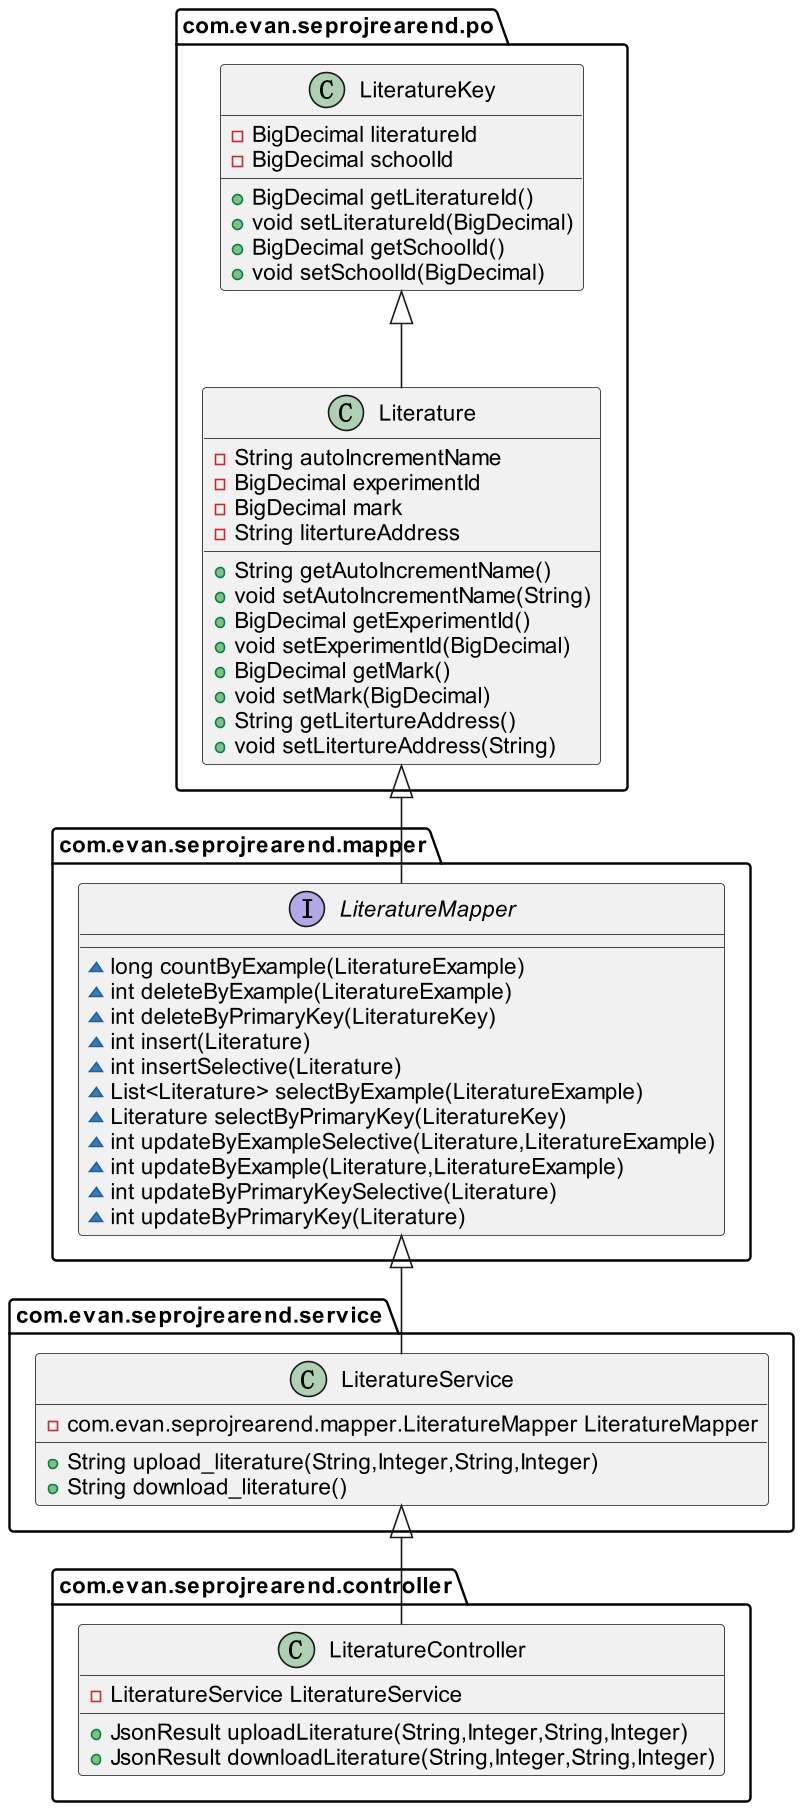 com.evan.seprojrearend.po
C LiteratureKey
BigDecimal literatureId
BigDecimal schoolId
BigDecimal getLiteratureId()
void setLiteratureId(BigDecimal)
BigDecimal getSchoolId()
void setSchoolId(BigDecimal)
C Literature
String autoIncrementName
BigDecimal experimentId
BigDecimal mark
String litertureAddress
String getAutoIncrementName()
void setAutoIncrementName(String)
BigDecimal getExperimentId()
void setExperimentId(BigDecimal)
BigDecimal getMark()
void setMark(BigDecimal)
String getLitertureAddress()
void setLitertureAddress(String)
com.evan.seprojrearend.mapper
I LiteratureMapper
long countByExample(LiteratureExample)
int deleteByExample(LiteratureExample)
int deleteByPrimaryKey(LiteratureKey)
int insert(Literature)
int insertSelective(Literature)
List<Literature> selectByExample(LiteratureExample)
Literature selectByPrimaryKey(LiteratureKey)
int updateByExampleSelective(Literature,LiteratureExample)
int updateByExample(Literature,LiteratureExample)
int updateByPrimaryKeySelective(Literature)
int updateByPrimaryKey(Literature)
com.evan.seprojrearend.service
C LiteratureService
com.evan.seprojrearend.mapper.LiteratureMapper LiteratureMapper
String upload_literature(String,Integer,String,Integer)
String download_literature()
com.evan.seprojrearend.controller
C LiteratureController
LiteratureService LiteratureService
JsonResult uploadLiterature(String,Integer,String,Integer)
JsonResult downloadLiterature(String,Integer,String,Integer)